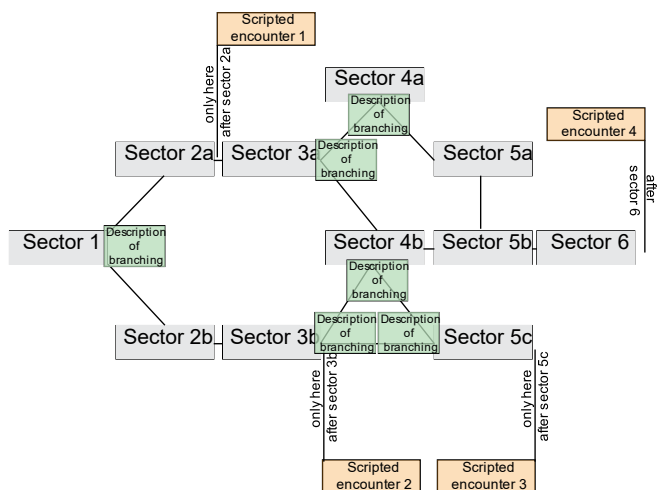 Scripted
encounter 1
only here
after sector 2a
Sector 4a
Description
of
branching
Scripted
encounter 4
after
sector 6
Sector 2a
Sector 3a
Description
of
branching
Sector 5a
Sector 1
Description
of
branching
Sector 4b
Sector 5b
Sector 6
Description
of
branching
Sector 2b
Sector 3b
Description
of
branching
Description
of
branching
Sector 5c
only here
after sector 3b
only here
after sector 5c
Scripted
encounter 2
Scripted
encounter 3